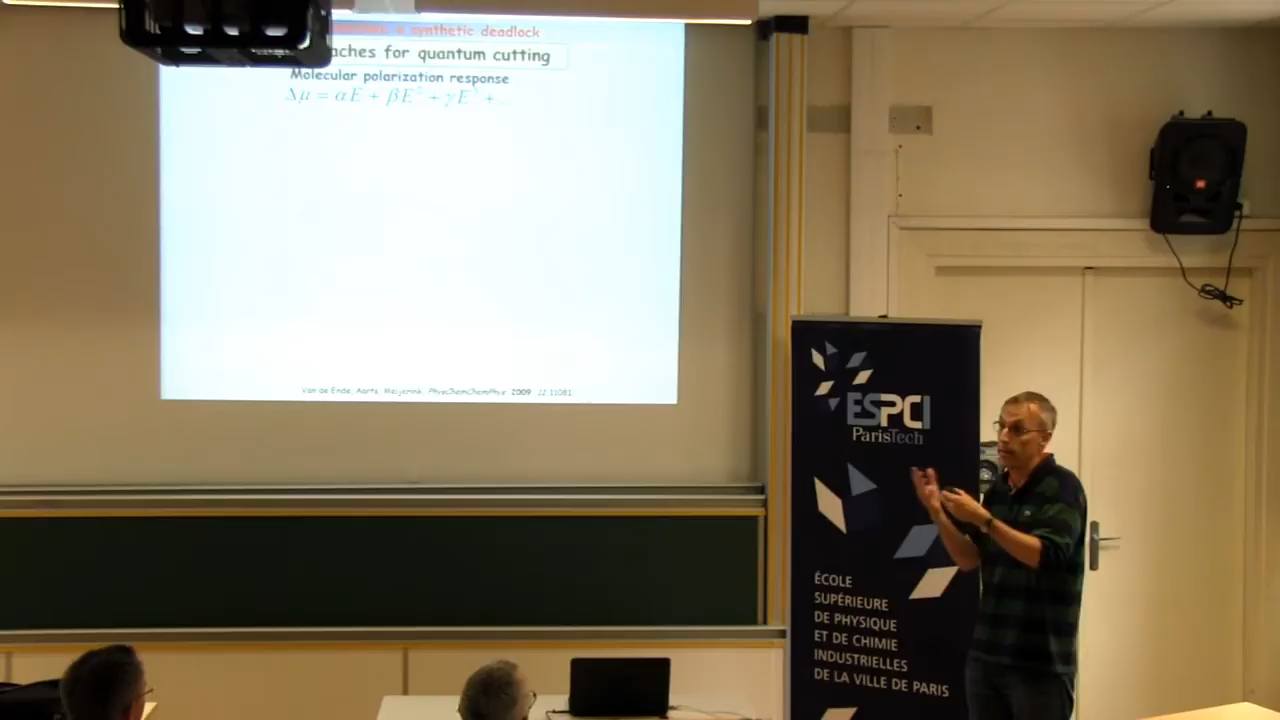 a synthetic deadlock
aches for quantum cutting
Molecular polarization response
Δμ = αE + βE² + γE³ + ...
Van de Ende, Aarts, Meijerink, PhysChemChemPhys 2009, 11 11081
ESPCI
ParisTech
ÉCOLE
SUPÉRIEURE
DE PHYSIQUE
ET DE CHIMIE
INDUSTRIELLES
DE LA VILLE DE PARIS